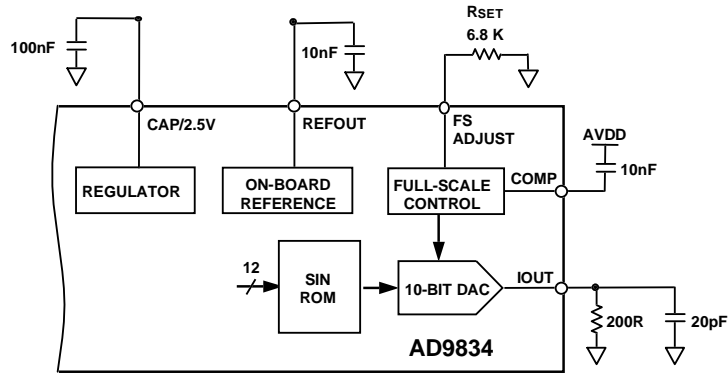 RSET
6.8 K
100nF
10nF
CAP/2.5V
REFOUT
FS
ADJUST
AVDD
10nF
REGULATOR
ON-BOARD
REFERENCE
FULL-SCALE
CONTROL
COMP
12
SIN
ROM
10-BIT DAC
IOUT
200R
20pF
AD9834